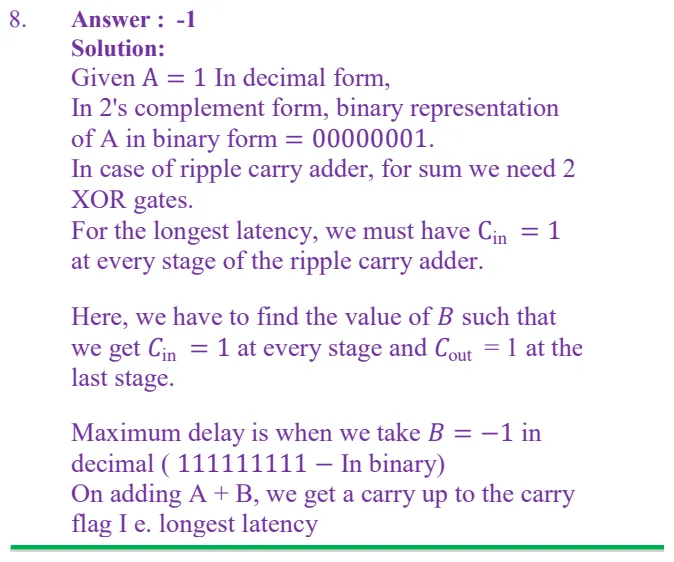 8. Answer : -1
Solution:
Given A = 1 In decimal form,
In 2's complement form, binary representation
of A in binary form = 00000001.
In case of ripple carry adder, for sum we need 2
XOR gates.
For the longest latency, we must have Cin = 1
at every stage of the ripple carry adder.
Here, we have to find the value of B such that
we get Cin = 1 at every stage and Cout = 1 at the
last stage.
Maximum delay is when we take B = −1 in
decimal ( 111111111 − In binary)
On adding A + B, we get a carry up to the carry
flag I e. longest latency